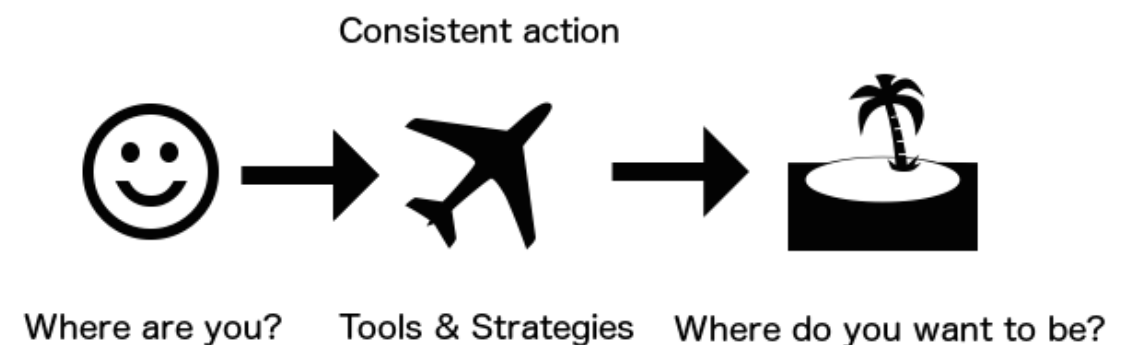 Consistent action
Where are you?
Tools & Strategies
Where do you want to be?